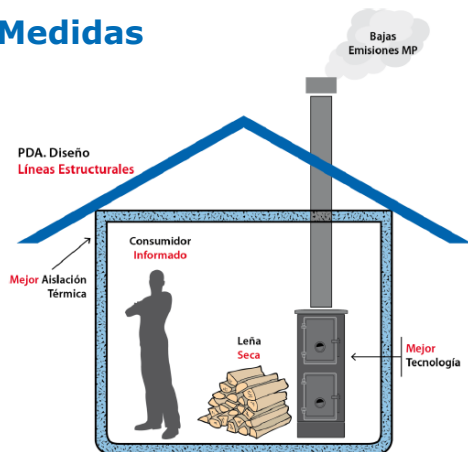 Medidas
Bajas
Emisiones MP
PDA. Diseño
Líneas Estructurales
Consumidor
Informado
Mejor Aislación
Térmica
Leña
Seca
Mejor
Tecnología